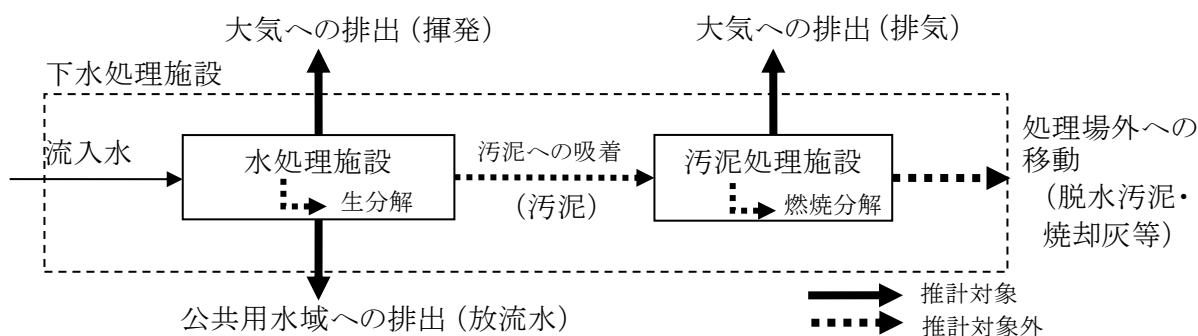 大気への排出（揮発）
大気への排出（排気）
下水処理施設
流入水
水処理施設
生分解
汚泥への吸着
（汚泥）
汚泥処理施設
燃焼分解
処理場外への
移動
（脱水汚泥・
焼却灰等）
公共用水域への排出（放流水）
推計対象
推計対象外